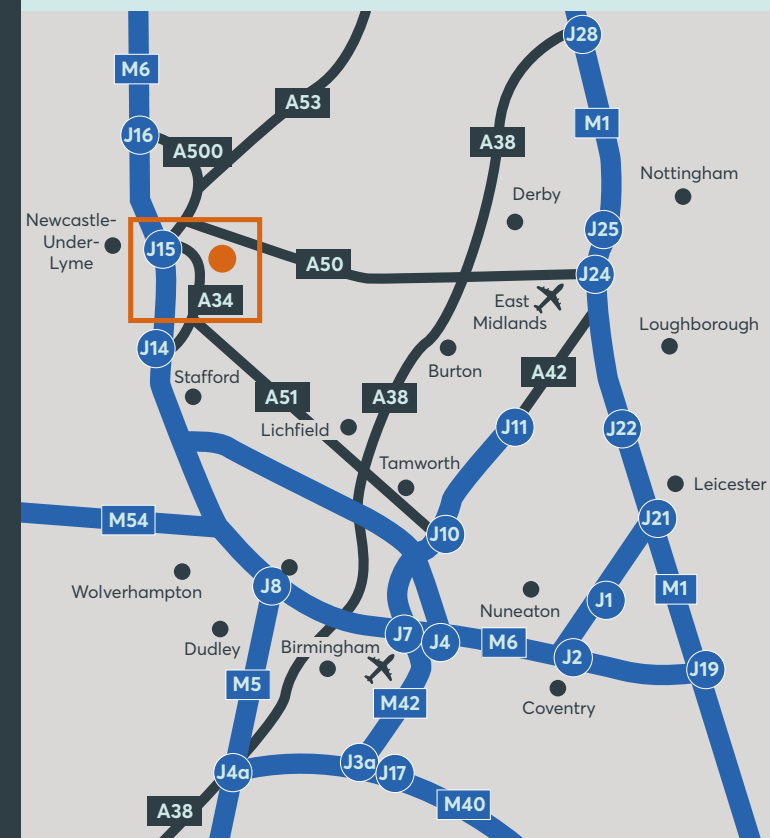 J28
M6
A53
M1
J16
A38
A500
Nottingham
Derby
Newcastle-
Under-
Lyme
J25
J15
A50
J24
A34
East
Midlands
Loughborough
J14
Burton
A42
Stafford
A51
A38
Lichfield
J11
J22
Tamworth
Leicester
M54
J21
J10
Wolverhampton
J8
M1
Nuneaton
J1
Dudley
Birmingham
J7
J4
M6
J2
J19
M5
M42
Coventry
J4a
J3a
J17
M40
A38